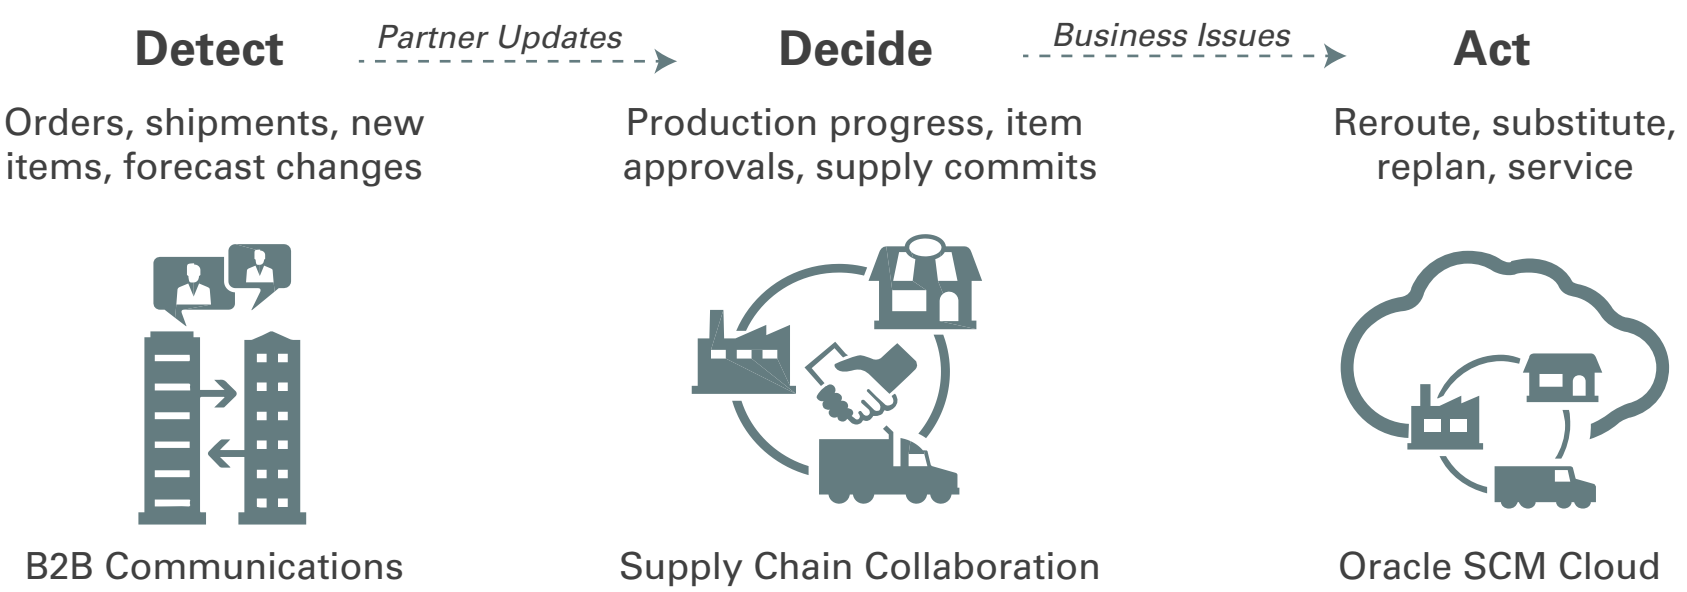 Detect
Partner Updates
Decide
Business Issues
Act
Orders, shipments, new
items, forecast changes
Production progress, item
approvals, supply commits
Reroute, substitute,
replan, service
B2B Communications
Supply Chain Collaboration
Oracle SCM Cloud